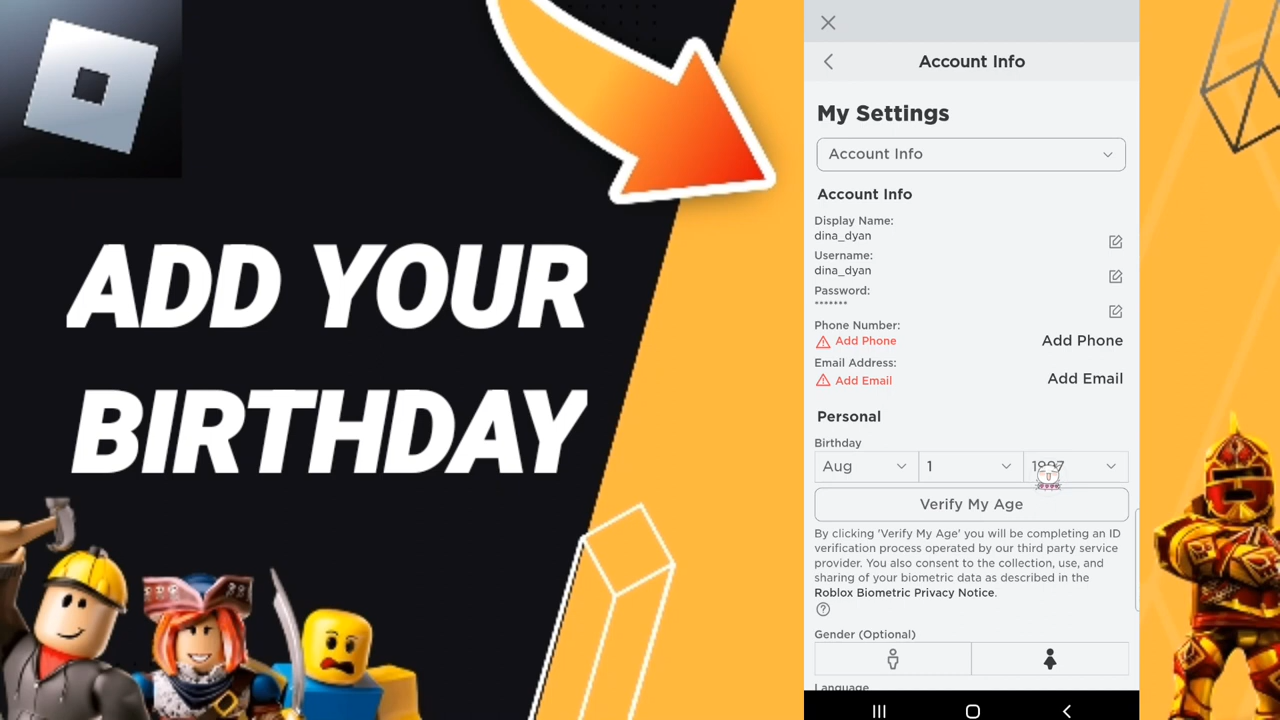 ADD YOUR
BIRTHDAY
Account Info
My Settings
Account Info
Account Info
Display Name:
dina_dyan
Username:
dina_dyan
Password:
*******
Phone Number:
Add Phone
Add Phone
Email Address:
Add Email
Add Email
Personal
Birthday
Aug
1
1997
Verify My Age
By clicking 'Verify My Age' you will be completing an ID
verification process operated by our third party service
provider. You also consent to the collection, use, and
sharing of your biometric data as described in the
Roblox Biometric Privacy Notice.
Gender (Optional)
Language